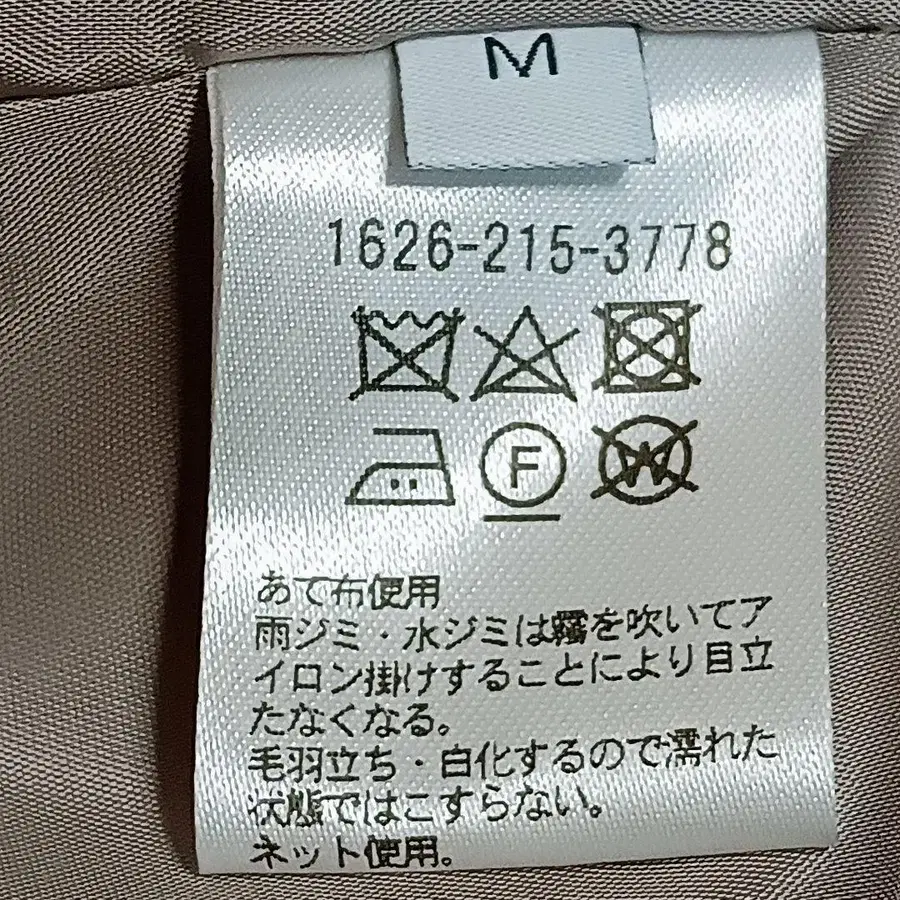 M
1626-215-3778
F
W
あて布使用
雨ジミ・水ジミは霧を吹いてア
イロン掛けすることにより目立
たなくなる。
毛羽立ち・白化するので濡れた
状態ではこすらない。
ネット使用。